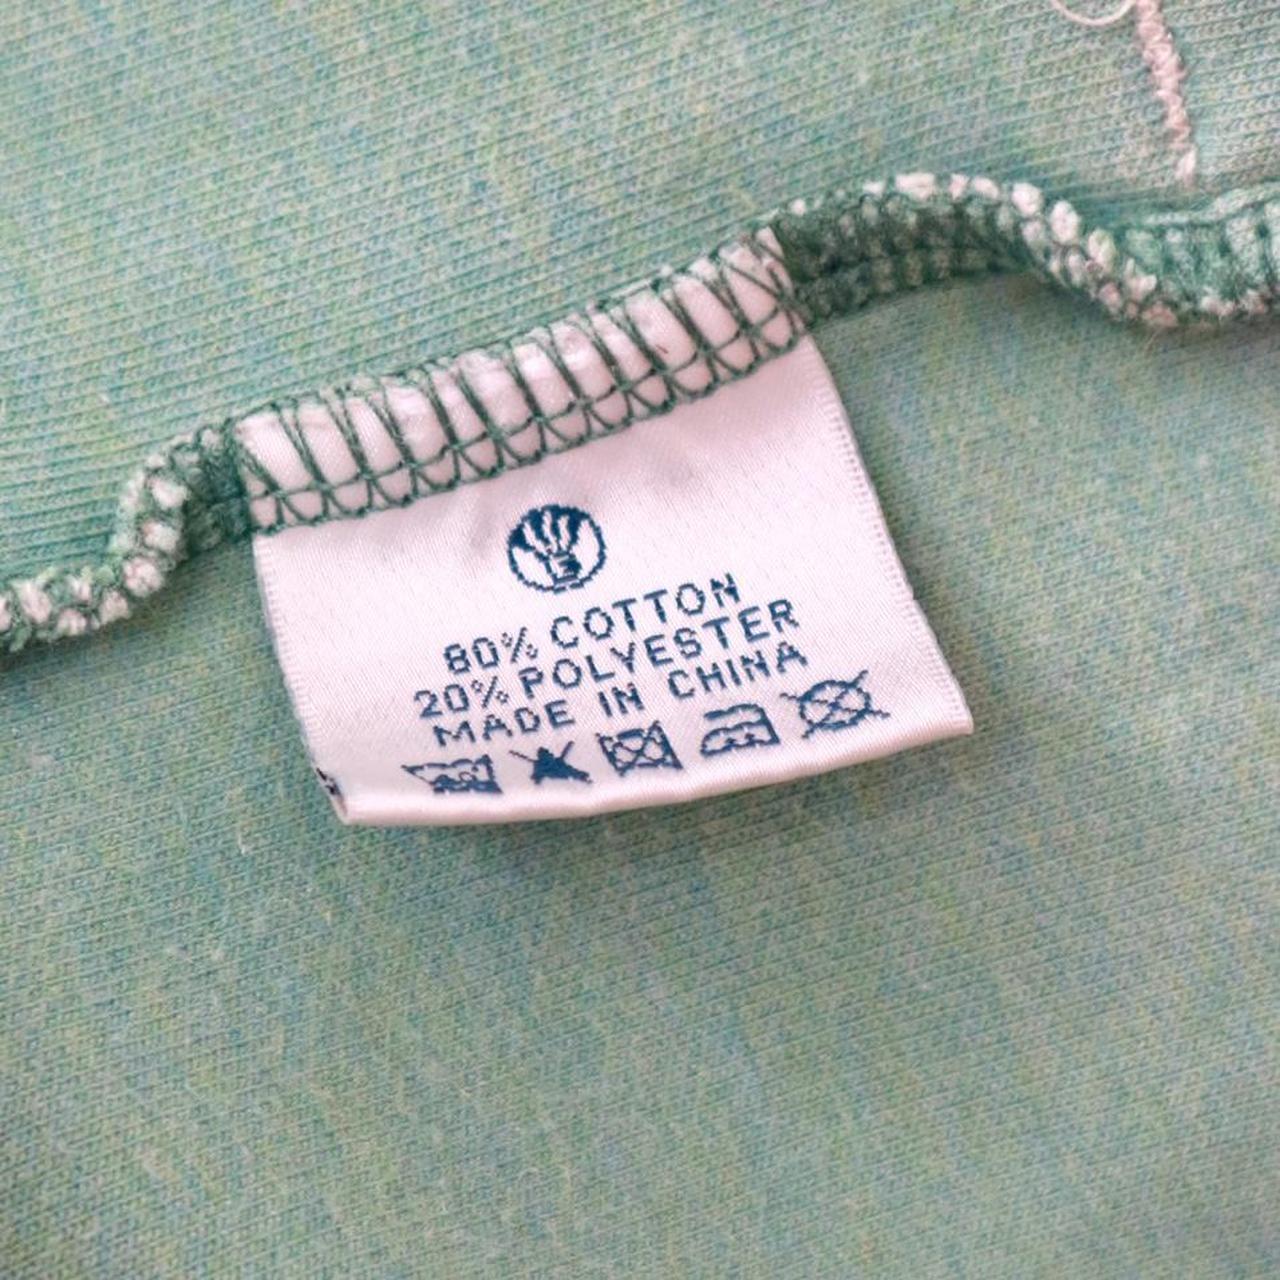 80% COTTON
20% POLYESTER
MADE IN CHINA